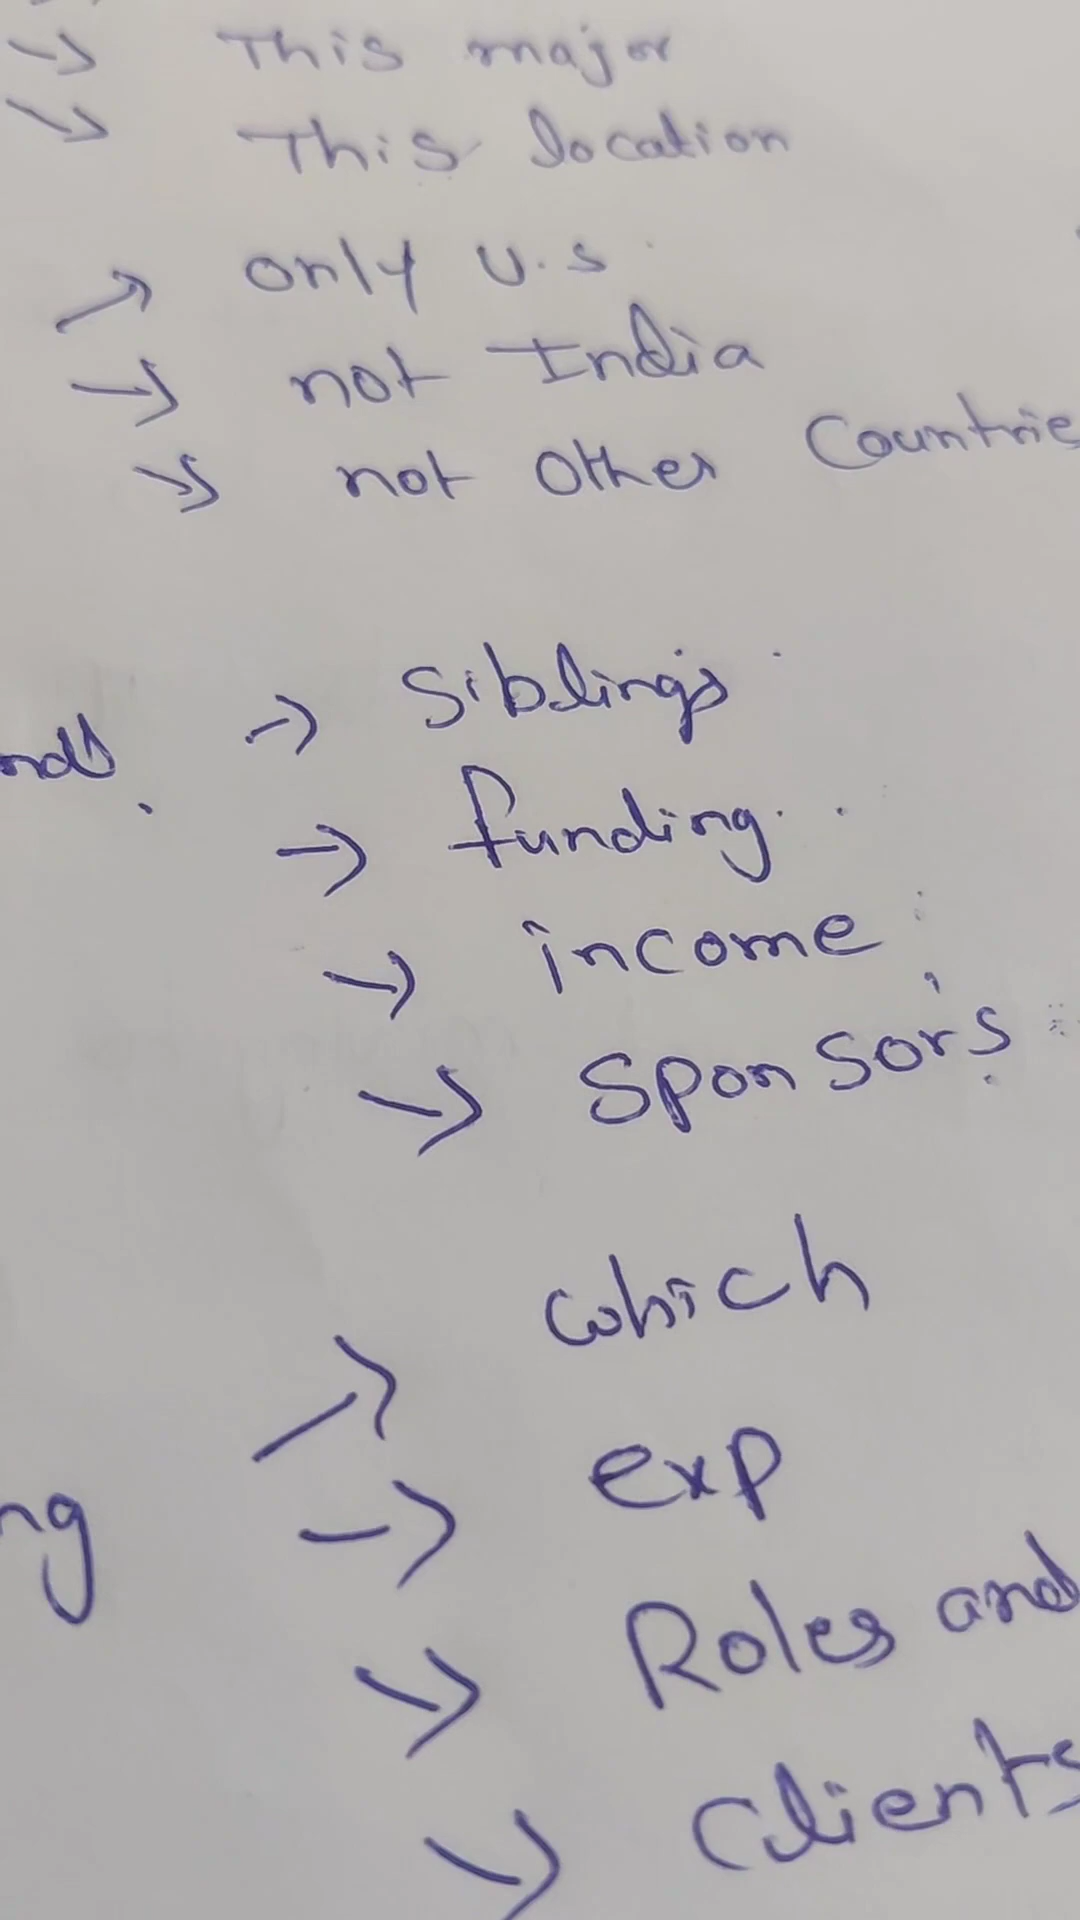 → This major
→ This location
→ only U.S
→ not India
→ not Other Countrie
→ Siblings
→ funding
→ income
→ Sponsors
which
→ exp
ng → Roles and
→ Clients